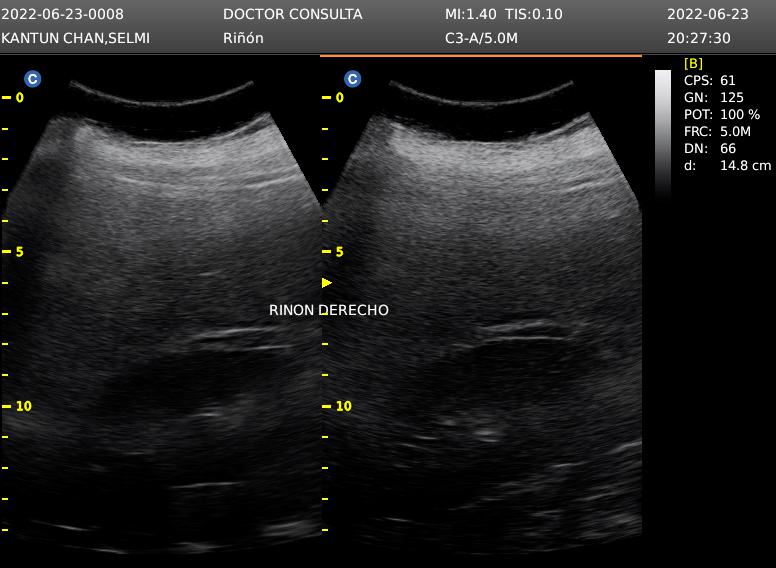 2022-06-23-0008 DOCTOR CONSULTA MI:1.40 TIS:0.10 2022-06-23
KANTUN CHAN,SELMI Riñón C3-A/5.0M 20:27:30
[B]
CPS: 61
GN: 125
POT: 100 %
FRC: 5.0M
DN: 66
d: 14.8 cm
C C
0 0
5 5
RINON DERECHO
10 10